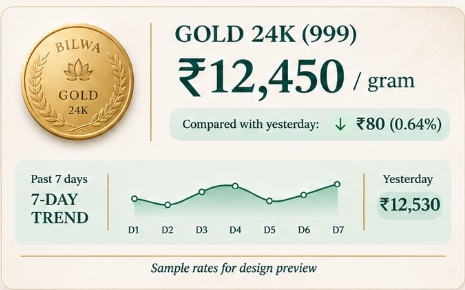 BILWA
GOLD
24K
GOLD 24K (999)
₹12,450 / gram
Compared with yesterday: ↓ ₹80 (0.64%)
Past 7 days
7-DAY
TREND
D1 D2 D3 D4 D5 D6 D7
Yesterday
₹12,530
Sample rates for design preview